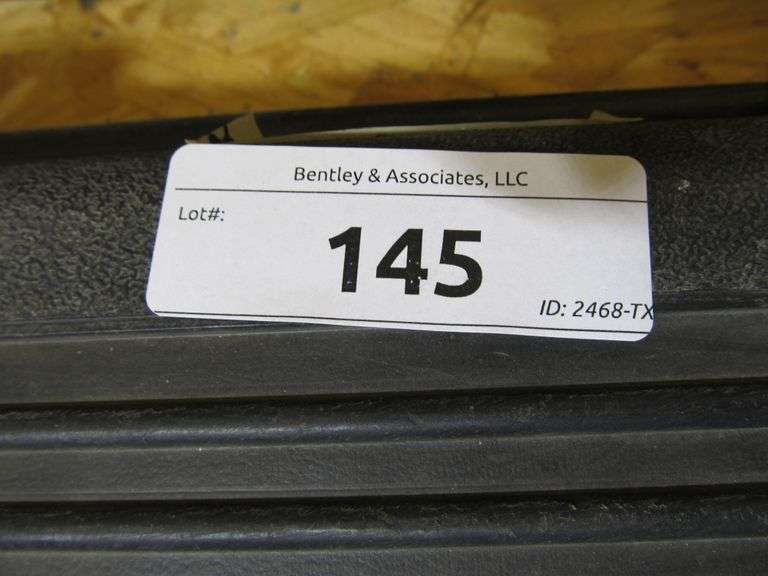 Bentley & Associates, LLC
Lot#:
145
ID: 2468-TX